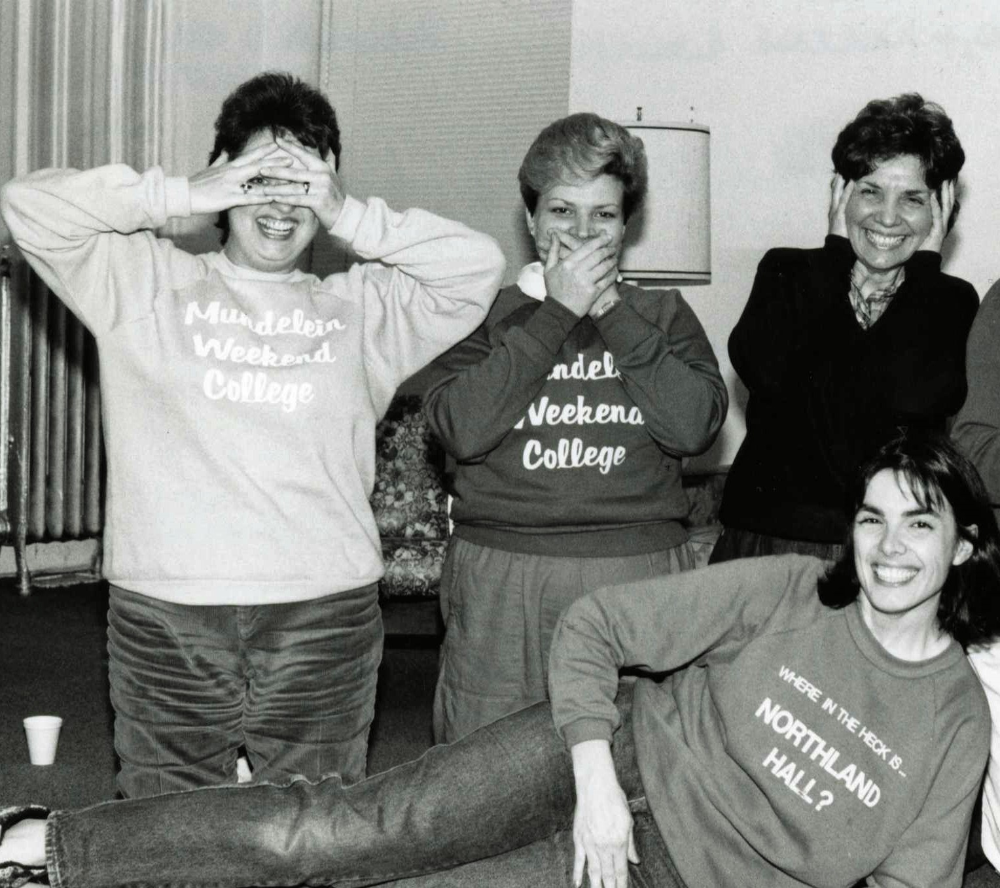 Mundelein
Weekend
College
Weekend
College
WHERE IN THE HECK IS...
NORTHLAND
HALL?